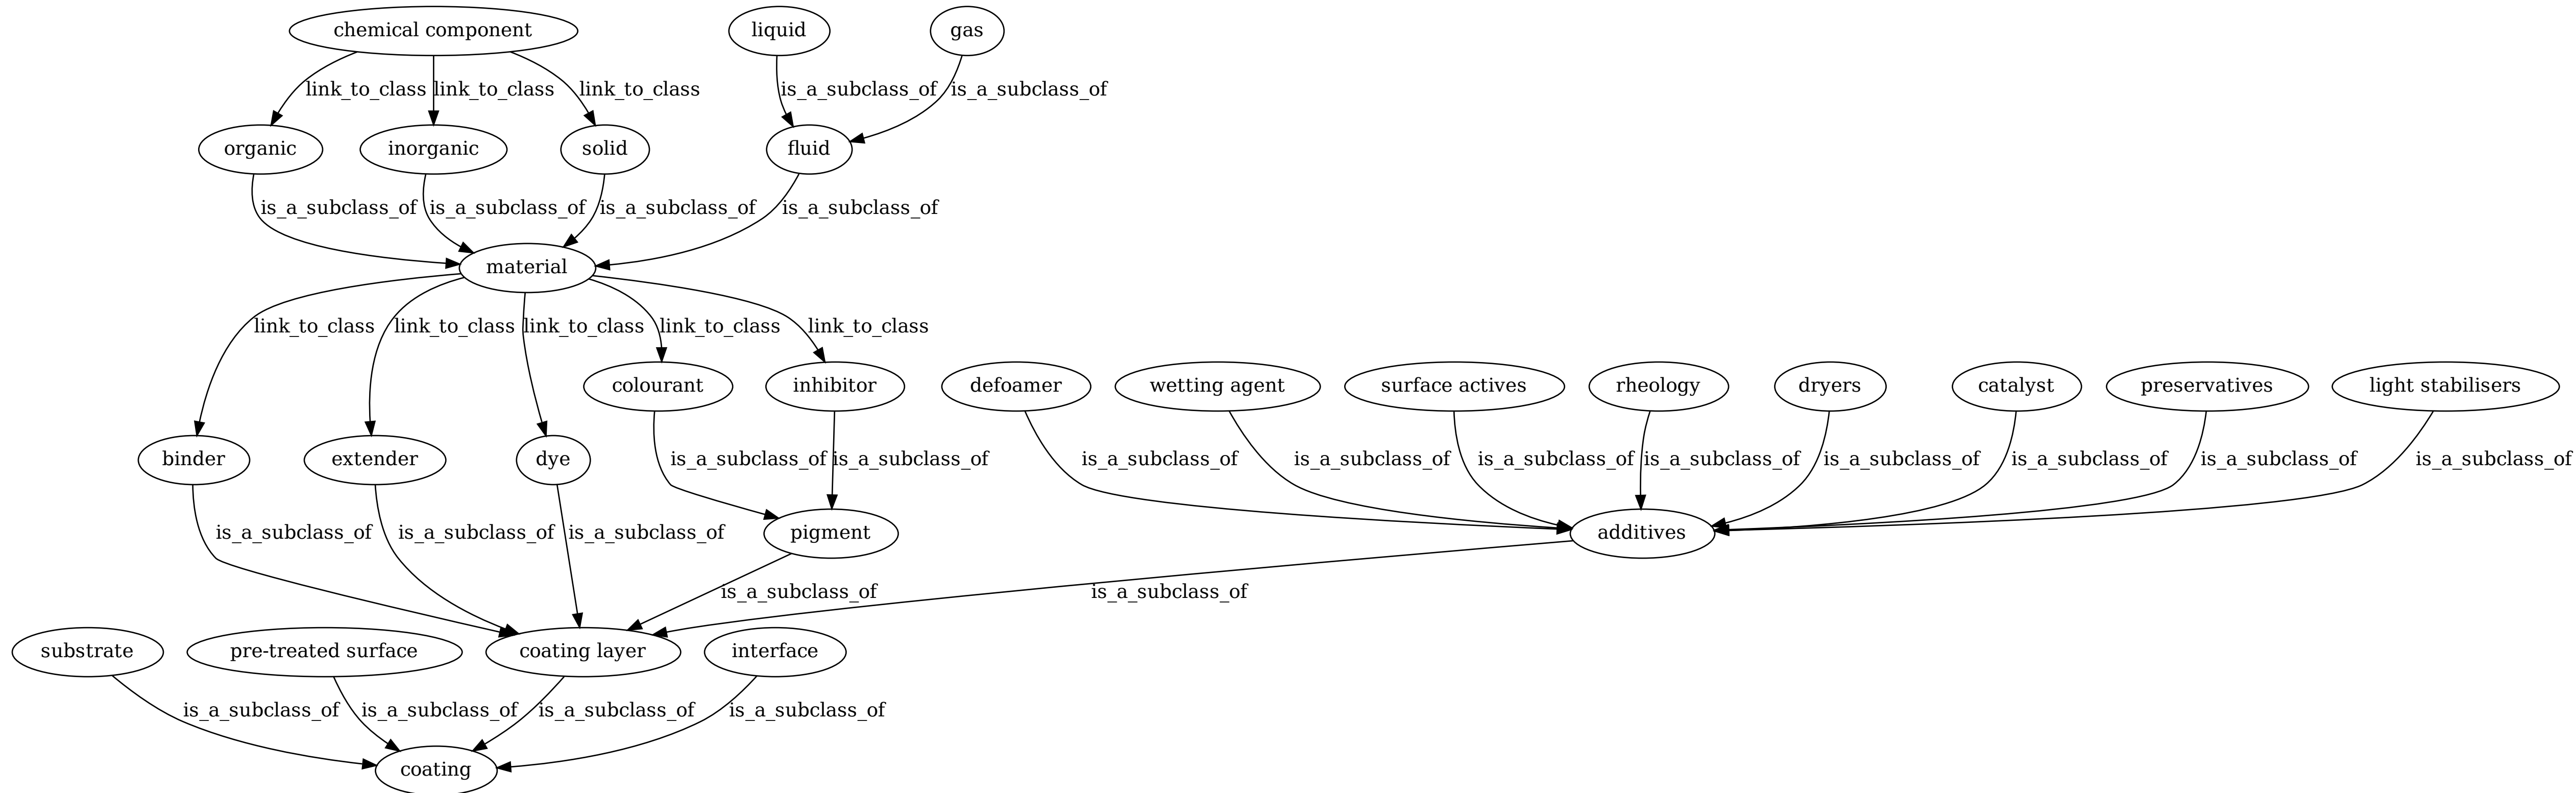 chemical component
liquid
gas
link_to_class
link_to_class
link_to_class
is_a_subclass_of
is_a_subclass_of
organic
inorganic
solid
fluid
is_a_subclass_of
is_a_subclass_of
is_a_subclass_of
is_a_subclass_of
material
link_to_class
link_to_class
link_to_class
link_to_class
link_to_class
colourant
inhibitor
defoamer
wetting agent
surface actives
rheology
dryers
catalyst
preservatives
light stabilisers
binder
extender
dye
is_a_subclass_of
is_a_subclass_of
is_a_subclass_of
is_a_subclass_of
is_a_subclass_of
is_a_subclass_of
is_a_subclass_of
is_a_subclass_of
is_a_subclass_of
is_a_subclass_of
is_a_subclass_of
is_a_subclass_of
is_a_subclass_of
pigment
additives
is_a_subclass_of
is_a_subclass_of
substrate
pre-treated surface
coating layer
interface
is_a_subclass_of
is_a_subclass_of
is_a_subclass_of
is_a_subclass_of
coating